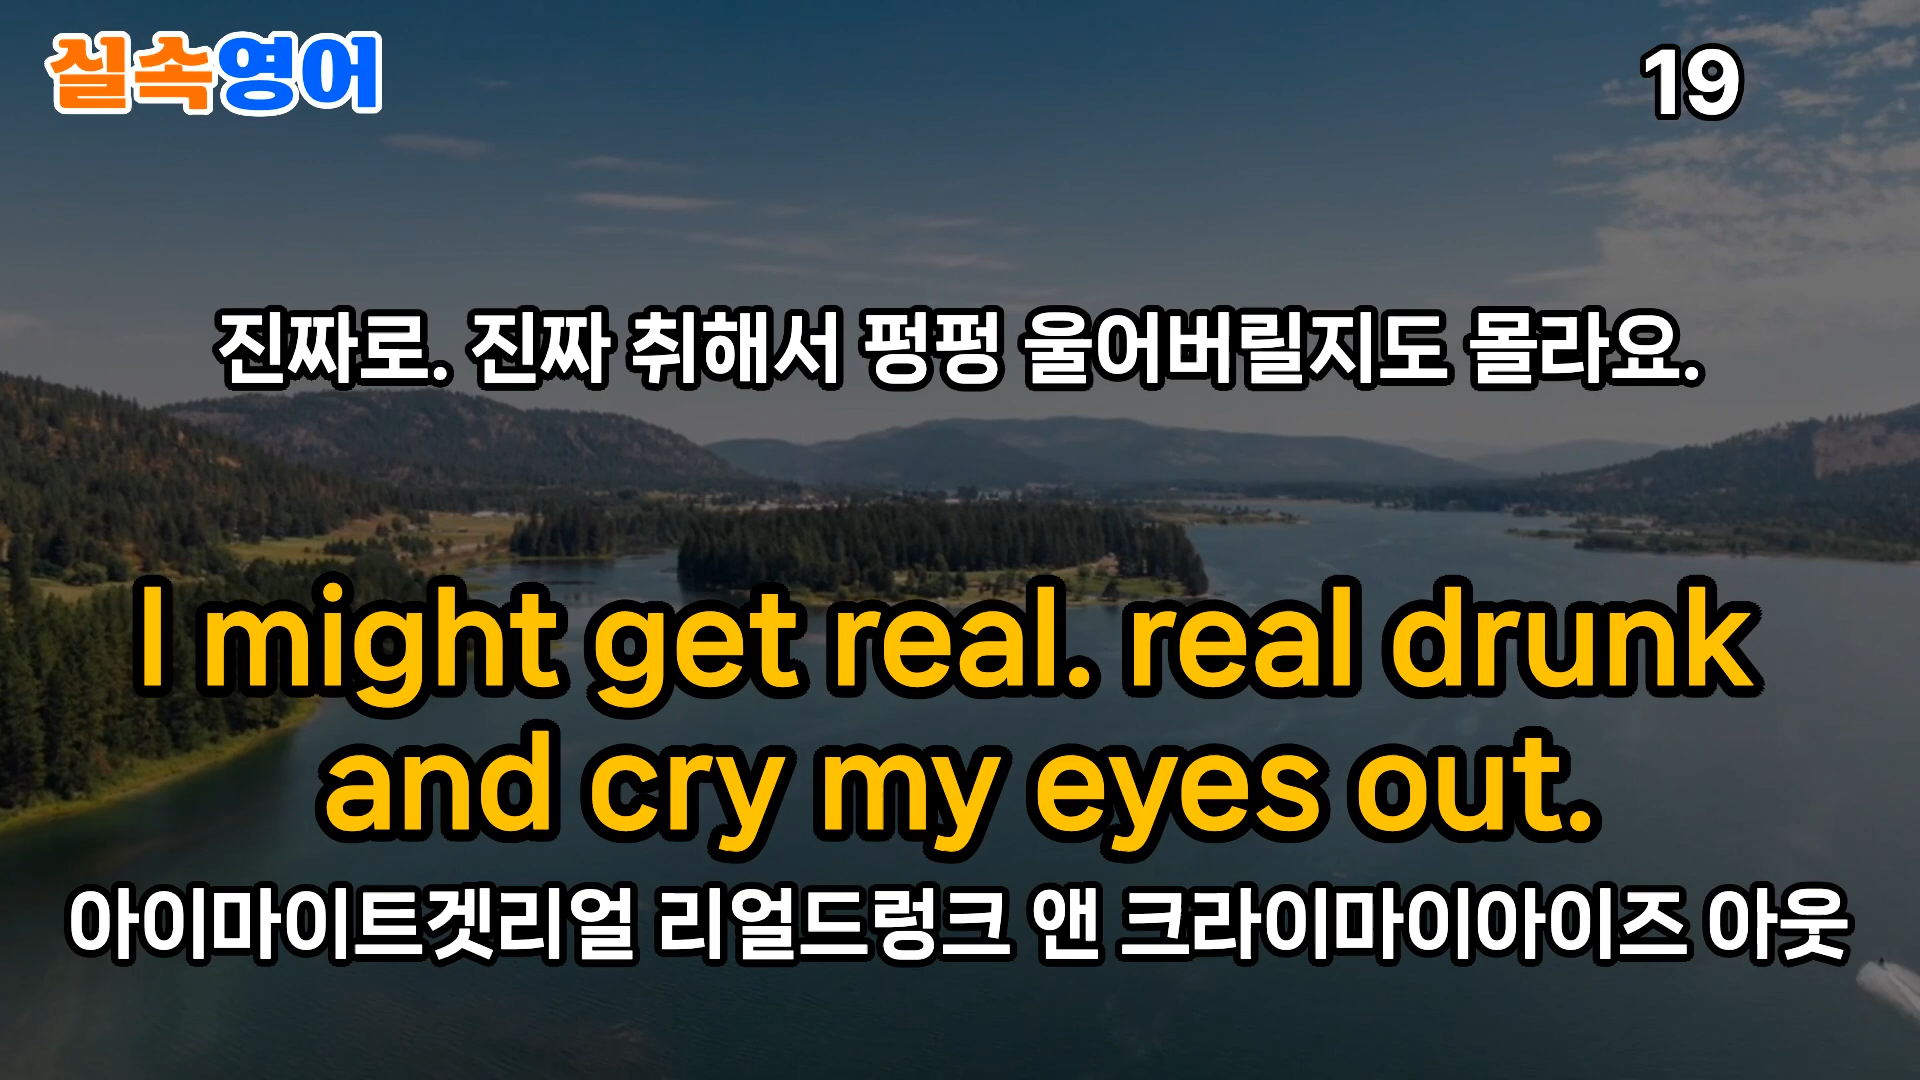 실속영어
19
진짜로. 진짜 취해서 펑펑 울어버릴지도 몰라요.
I might get real. real drunk
and cry my eyes out.
아이마이트겟리얼 리얼드렁크 앤 크라이마이아이즈 아웃